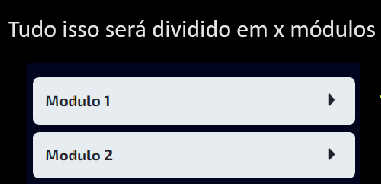 Tudo isso será dividido em x módulos
Modulo 1
Modulo 2